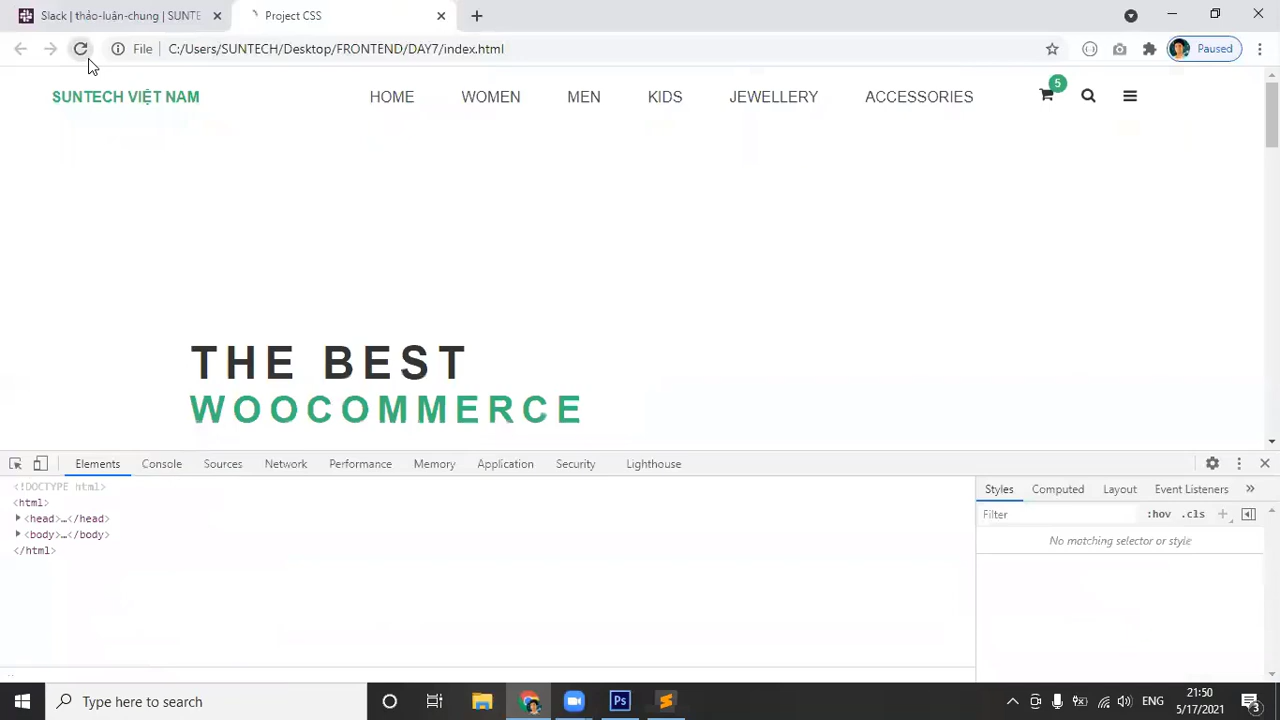 Slack | thảo-luận-chung | SUNTE
Project CSS
File
C:/Users/SUNTECH/Desktop/FRONTEND/DAY7/index.html
Paused
SUNTECH VIỆT NAM
HOME
WOMEN
MEN
KIDS
JEWELLERY
ACCESSORIES
5
THE BEST
WOOCOMMERCE
Elements
Console
Sources
Network
Performance
Memory
Application
Security
Lighthouse
<!DOCTYPE html>
<html>
<head>…</head>
<body>…</body>
</html>
Styles
Computed
Layout
Event Listeners
Filter
:hov
.cls
No matching selector or style
Type here to search
Ps
ENG
21:50
5/17/2021
3